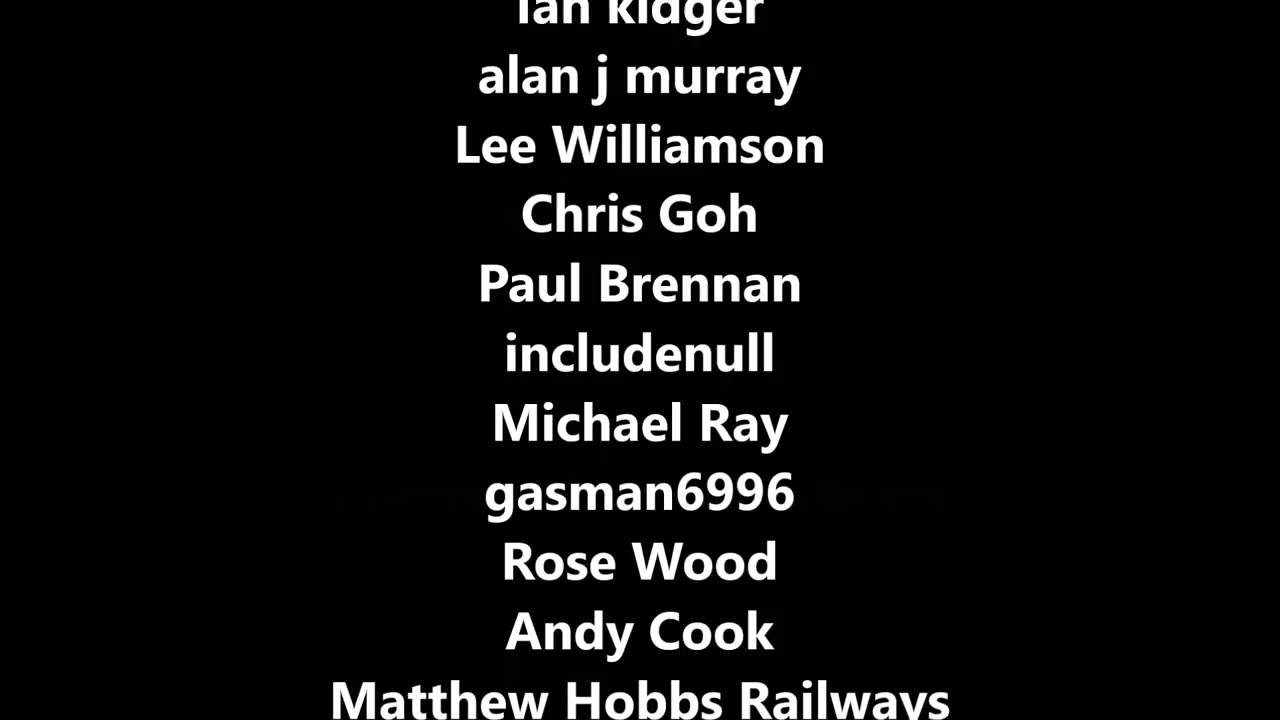 Ian kidger
alan j murray
Lee Williamson
Chris Goh
Paul Brennan
includenull
Michael Ray
gasman6996
Rose Wood
Andy Cook
Matthew Hobbs Railways